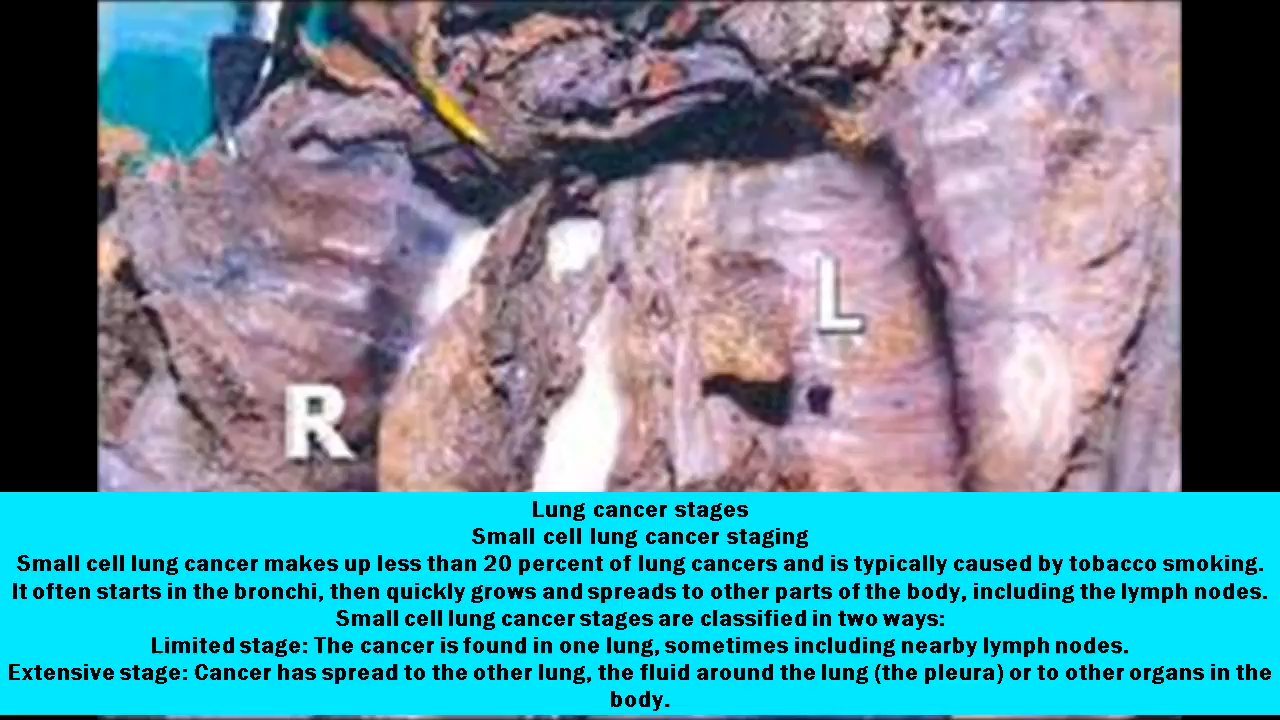 L
R
Lung cancer stages
Small cell lung cancer staging
Small cell lung cancer makes up less than 20 percent of lung cancers and is typically caused by tobacco smoking.
It often starts in the bronchi, then quickly grows and spreads to other parts of the body, including the lymph nodes.
Small cell lung cancer stages are classified in two ways:
Limited stage: The cancer is found in one lung, sometimes including nearby lymph nodes.
Extensive stage: Cancer has spread to the other lung, the fluid around the lung (the pleura) or to other organs in the
body.